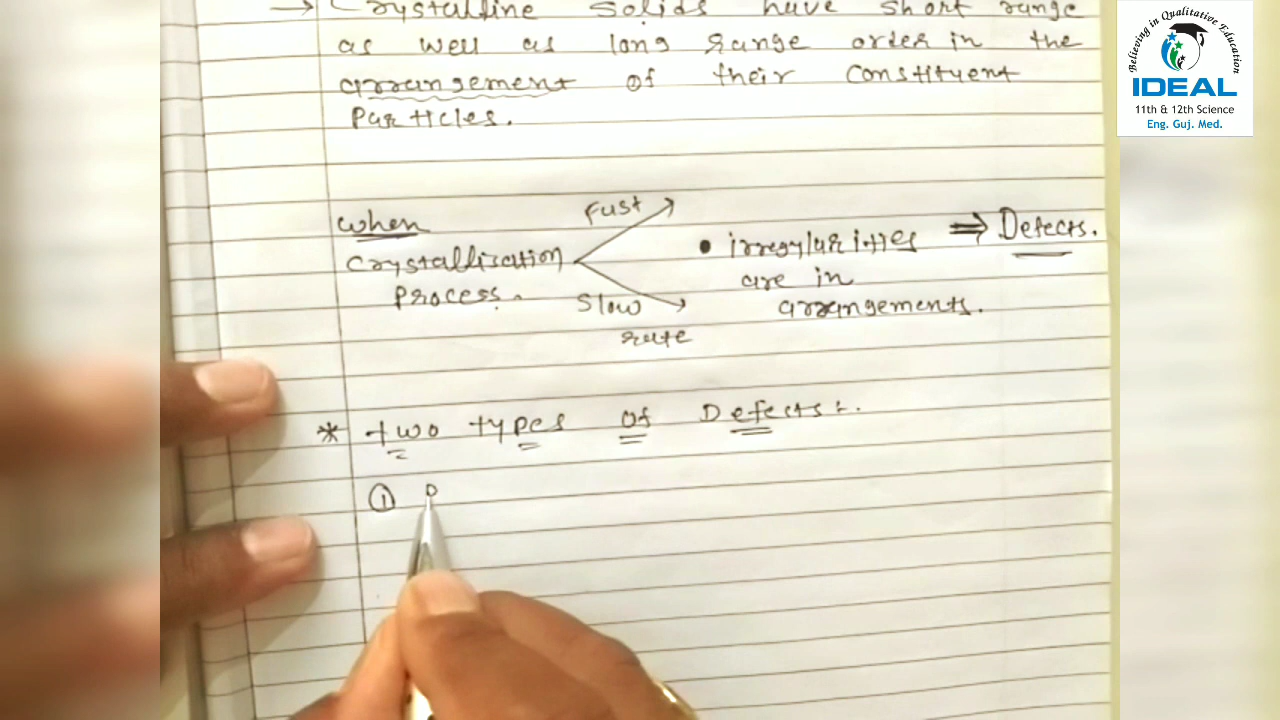 → Crystalline solids have short range
as well as long range order in the
arrangement of their constituent
Particles.
When
Crystallisation
Process.
Fast
Slow
rate
• irregularities
are in
arrangements.
⇒ Defects.
* two types of Defects:.
① P
Believing in Qualitative Education
IDEAL
11th & 12th Science
Eng. Guj. Med.